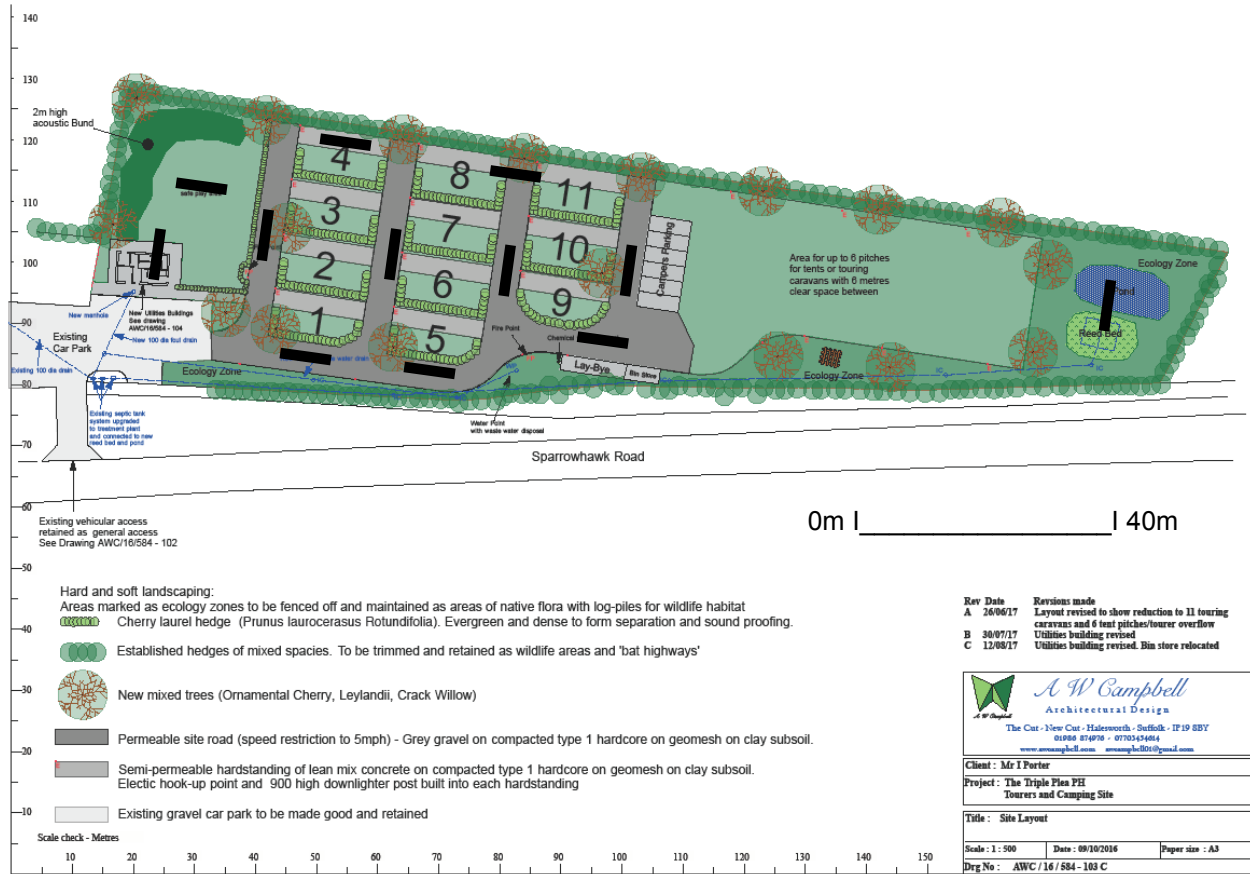 140
130
120
110
100
90
80
70
60
50
40
30
20
10
2m high
acoustic Bund
safe play area
4
3
2
1
8
7
6
5
11
10
9
Campers Parking
Area for up to 6 pitches
for tents or touring
caravans with 6 metres
clear space between
Ecology Zone
Pond
Reed Bed
New manhole
New Utilities Buildings
See drawing
AWC/16/584 - 104
New 100 dia foul drain
Existing
Car Park
Existing 100 dia drain
Ecology Zone
water drain
Fire Point
Chemical
Lay-Bye
Bin Store
Ecology Zone
Existing septic tank
system upgraded
to treatment plant
and connected to new
reed bed and pond
Water Point
with waste water disposal
Sparrowhawk Road
Existing vehicular access
retained as general access
See Drawing AWC/16/584 - 102
0m I I 40m
Hard and soft landscaping:
Areas marked as ecology zones to be fenced off and maintained as areas of native flora with log-piles for wildlife habitat
Cherry laurel hedge (Prunus laurocerasus Rotundifolia). Evergreen and dense to form separation and sound proofing.
Established hedges of mixed spacies. To be trimmed and retained as wildlife areas and 'bat highways'
New mixed trees (Ornamental Cherry, Leylandii, Crack Willow)
Permeable site road (speed restriction to 5mph) - Grey gravel on compacted type 1 hardcore on geomesh on clay subsoil.
E
Semi-permeable hardstanding of lean mix concrete on compacted type 1 hardcore on geomesh on clay subsoil.
Electic hook-up point and 900 high downlighter post built into each hardstanding
Existing gravel car park to be made good and retained
Scale check - Metres
10 20 30 40 50 60 70 80 90 100 110 120 130 140 150
Rev Date Revsions made
A 26/06/17 Layout revised to show reduction to 11 touring
caravans and 6 tent pitches/tourer overflow
B 30/07/17 Utilities building revised
C 12/08/17 Utilities building revised. Bin store relocated
A W Campbell
A W Campbell
Architectural Design
The Cut - New Cut - Halesworth - Suffolk - IP19 8BY
01986 874976 - 07703434614
www.awcampbell.com awcampbell01@gmail.com
Client : Mr I Porter
Project : The Triple Plea PH
Tourers and Camping Site
Title : Site Layout
Scale : 1 : 500 Date : 09/10/2016 Paper size : A3
Drg No : AWC / 16 / 584 - 103 C